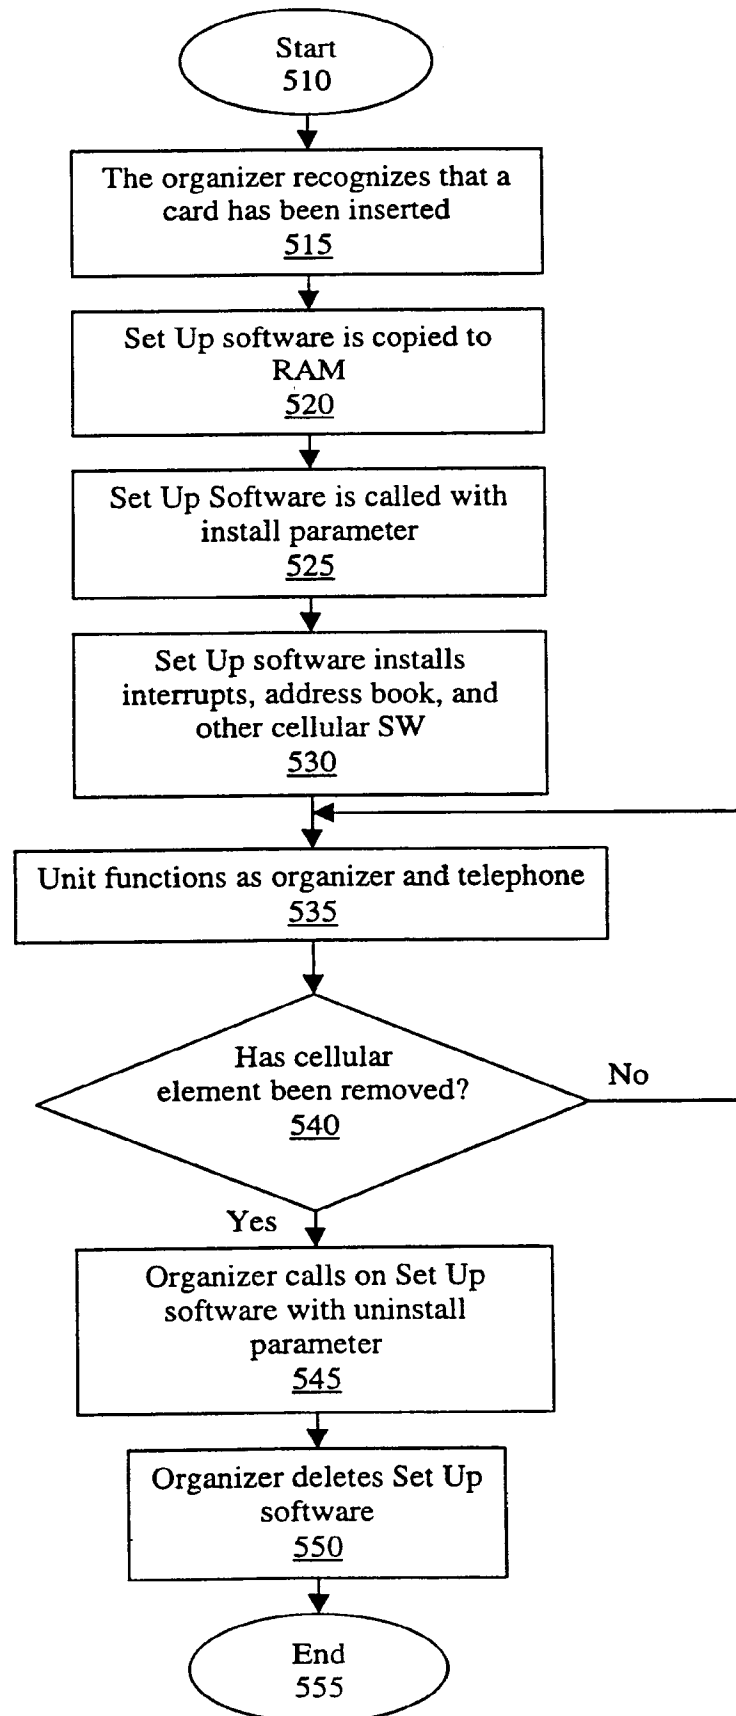 Start
510
The organizer recognizes that a
card has been inserted
515
Set Up software is copied to
RAM
520
Set Up Software is called with
install parameter
525
Set Up software installs
interrupts, address book, and
other cellular SW
530
Unit functions as organizer and telephone
535
Has cellular
element been removed?
540
No
Yes
Organizer calls on Set Up
software with uninstall
parameter
545
Organizer deletes Set Up
software
550
End
555